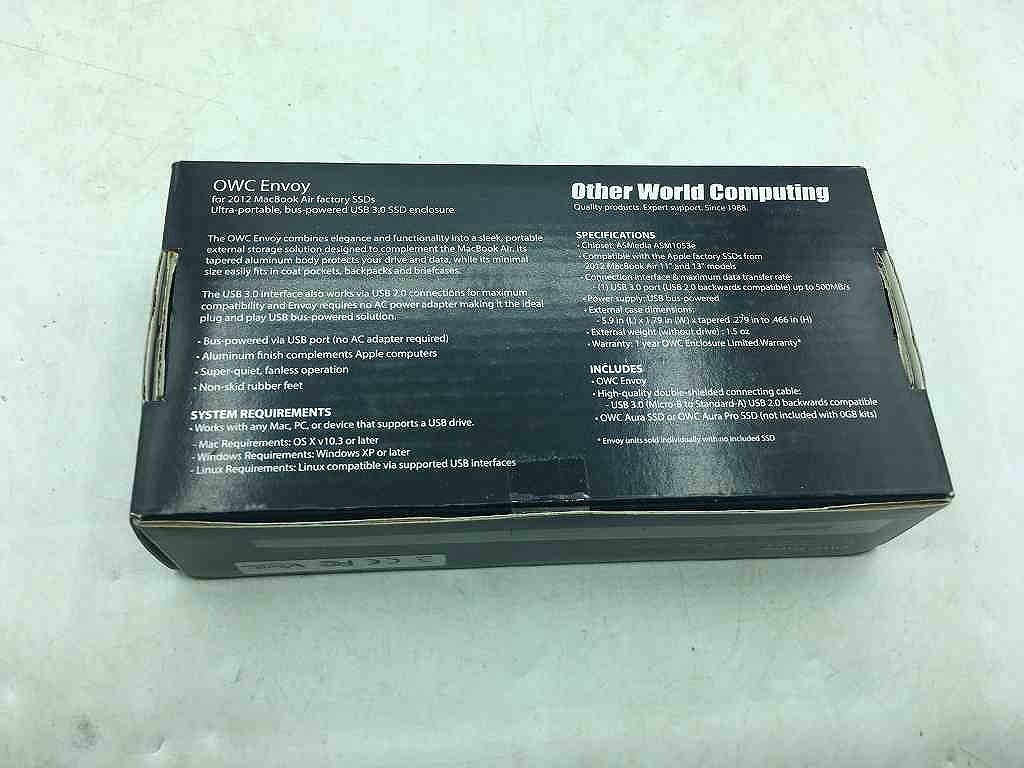 OWC Envoy
for 2012 MacBook Air factory SSDs
Ultra-portable, bus-powered USB 3.0 SSD enclosure
The OWC Envoy combines elegance and functionality into a sleek, portable
external storage solution designed to complement the MacBook Air. Its
tapered aluminum body protects your drive and data, while its minimal
size easily fits in coat pockets, backpacks and briefcases.
The USB 3.0 interface also works via USB 2.0 connections for maximum
compatibility and Envoy requires no AC power adapter making it the ideal
plug and play USB bus-powered solution.
• Bus-powered via USB port (no AC adapter required)
• Aluminum finish complements Apple computers
• Super-quiet, fanless operation
• Non-skid rubber feet
SYSTEM REQUIREMENTS
• Works with any Mac, PC, or device that supports a USB drive.
- Mac Requirements: OS X v10.3 or later
- Windows Requirements: Windows XP or later
- Linux Requirements: Linux compatible via supported USB interfaces
Other World Computing
Quality products. Expert support. Since 1988.
SPECIFICATIONS
• Chipset: ASMedia ASM1053e
• Compatible with the Apple factory SSDs from
2012 MacBook Air 11" and 13" models
• Connection interface & maximum data transfer rate:
- (1) USB 3.0 port (USB 2.0 backwards compatible) up to 500MB/s
• Power supply: USB bus-powered
• External case dimensions:
- 5.9 in (L) x 1.79 in (W) x tapered .279 in to .466 in (H)
• External weight (without drive) : 1.5 oz
• Warranty: 1 year OWC Enclosure Limited Warranty*
INCLUDES
• OWC Envoy
• High-quality double-shielded connecting cable:
- USB 3.0 (Micro-B to Standard-A) USB 2.0 backwards compatible
• OWC Aura SSD or OWC Aura Pro SSD (not included with 0GB kits)
* Envoy units sold individually with no included SSD